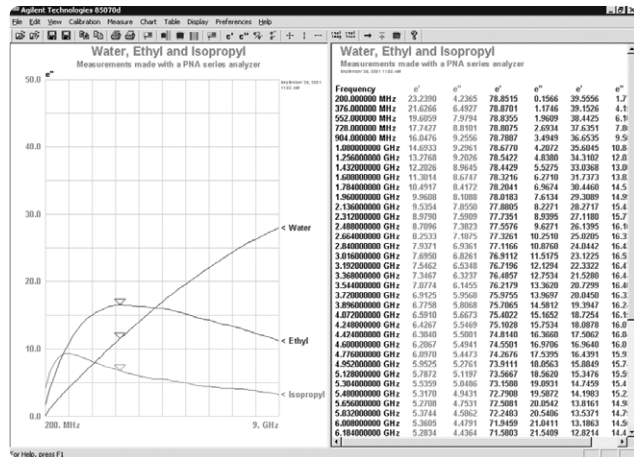 Agilent Technologies 85070d
File Edit View Calibration Measure Chart Table Display Preferences Help
e' e"
Water, Ethyl and Isopropyl
Measurements made with a PNA series analyzer
e"
50.0
40.0
30.0
20.0
10.0
0.0
200. MHz
9. GHz
< Water
< Ethyl
< Isopropyl
Water, Ethyl and Isopropyl
Measurements made with a PNA series analyzer
Frequency e' e" e' e" e'
200.000000 MHz 23.2390 4.2365 78.8515 0.1566 39.5556
376.000000 MHz 21.6266 6.4927 78.8701 1.1746 39.1526
552.000000 MHz 19.6059 7.9794 78.8355 1.9609 38.4425
728.000000 MHz 17.7427 8.8101 78.8075 2.6934 37.6351
904.000000 MHz 16.0476 9.2556 78.7887 3.4949 36.6535
1.080000000 GHz 14.6933 9.2961 78.6770 4.2072 35.6045
1.256000000 GHz 13.2768 9.2026 78.5422 4.8380 34.3102
1.432000000 GHz 12.2026 8.9645 78.4429 5.5275 33.0368
1.608000000 GHz 11.3014 8.6747 78.3216 6.2710 31.7373
1.784000000 GHz 10.4917 8.4172 78.2041 6.9674 30.4460
1.960000000 GHz 9.9608 8.1088 78.0183 7.6134 29.3089
2.136000000 GHz 9.5354 7.8550 77.8805 8.2271 28.2717
2.312000000 GHz 8.9790 7.5909 77.7351 8.9395 27.1180
2.488000000 GHz 8.7096 7.3823 77.5576 9.6271 26.1395
2.664000000 GHz 8.2533 7.1875 77.3261 10.2510 25.0205
2.840000000 GHz 7.9371 6.9361 77.1166 10.8760 24.0442
3.016000000 GHz 7.6950 6.8261 76.9112 11.5175 23.1225
3.192000000 GHz 7.5462 6.5348 76.7196 12.1294 22.3322
3.368000000 GHz 7.3467 6.3237 76.4857 12.7534 21.5280
3.544000000 GHz 7.0774 6.1455 76.2179 13.3620 20.7299
3.720000000 GHz 6.9125 5.9568 75.9755 13.9697 20.0450
3.896000000 GHz 6.7758 5.8068 75.7065 14.5812 19.3947
4.072000000 GHz 6.5910 5.6673 75.4022 15.1652 18.7254
4.248000000 GHz 6.4267 5.5469 75.1028 15.7534 18.0878
4.424000000 GHz 6.3040 5.5001 74.8140 16.3660 17.5062
4.600000000 GHz 6.2067 5.4941 74.5501 16.9706 16.9640
4.776000000 GHz 6.0970 5.4473 74.2676 17.5395 16.4391
4.952000000 GHz 5.9525 5.2761 73.9111 18.0563 15.8849
5.128000000 GHz 5.7872 5.1197 73.5667 18.5620 15.3476
5.304000000 GHz 5.5359 5.0486 73.1588 19.0931 14.7459
5.480000000 GHz 5.3170 4.9431 72.7908 19.5872 14.1983
5.656000000 GHz 5.2708 4.7531 72.5081 20.0542 13.8161
5.832000000 GHz 5.3744 4.5862 72.2483 20.5406 13.5371
6.008000000 GHz 5.3605 4.4791 71.9459 21.0411 13.1863
6.184000000 GHz 5.2834 4.4364 71.5803 21.5409 12.8214
For Help, press F1